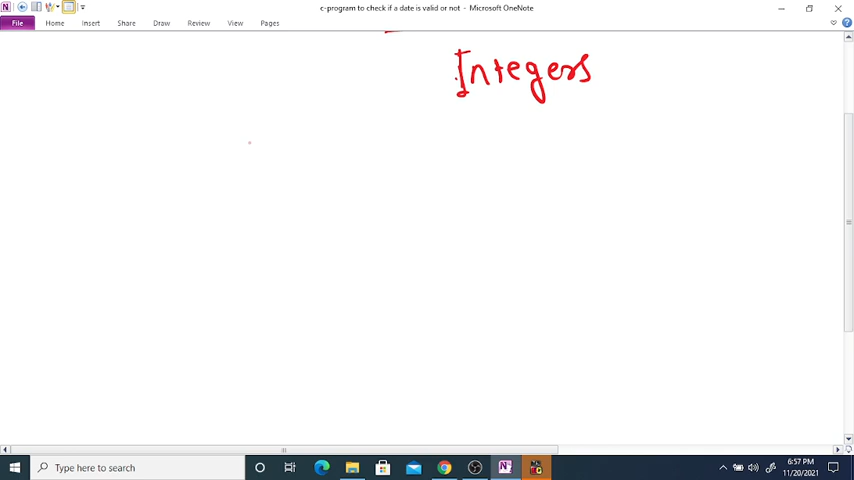 c-program to check if a date is valid or not - Microsoft OneNote
File Home Insert Share Draw Review View Pages
Integers
Type here to search
6:57 PM
11/20/2021